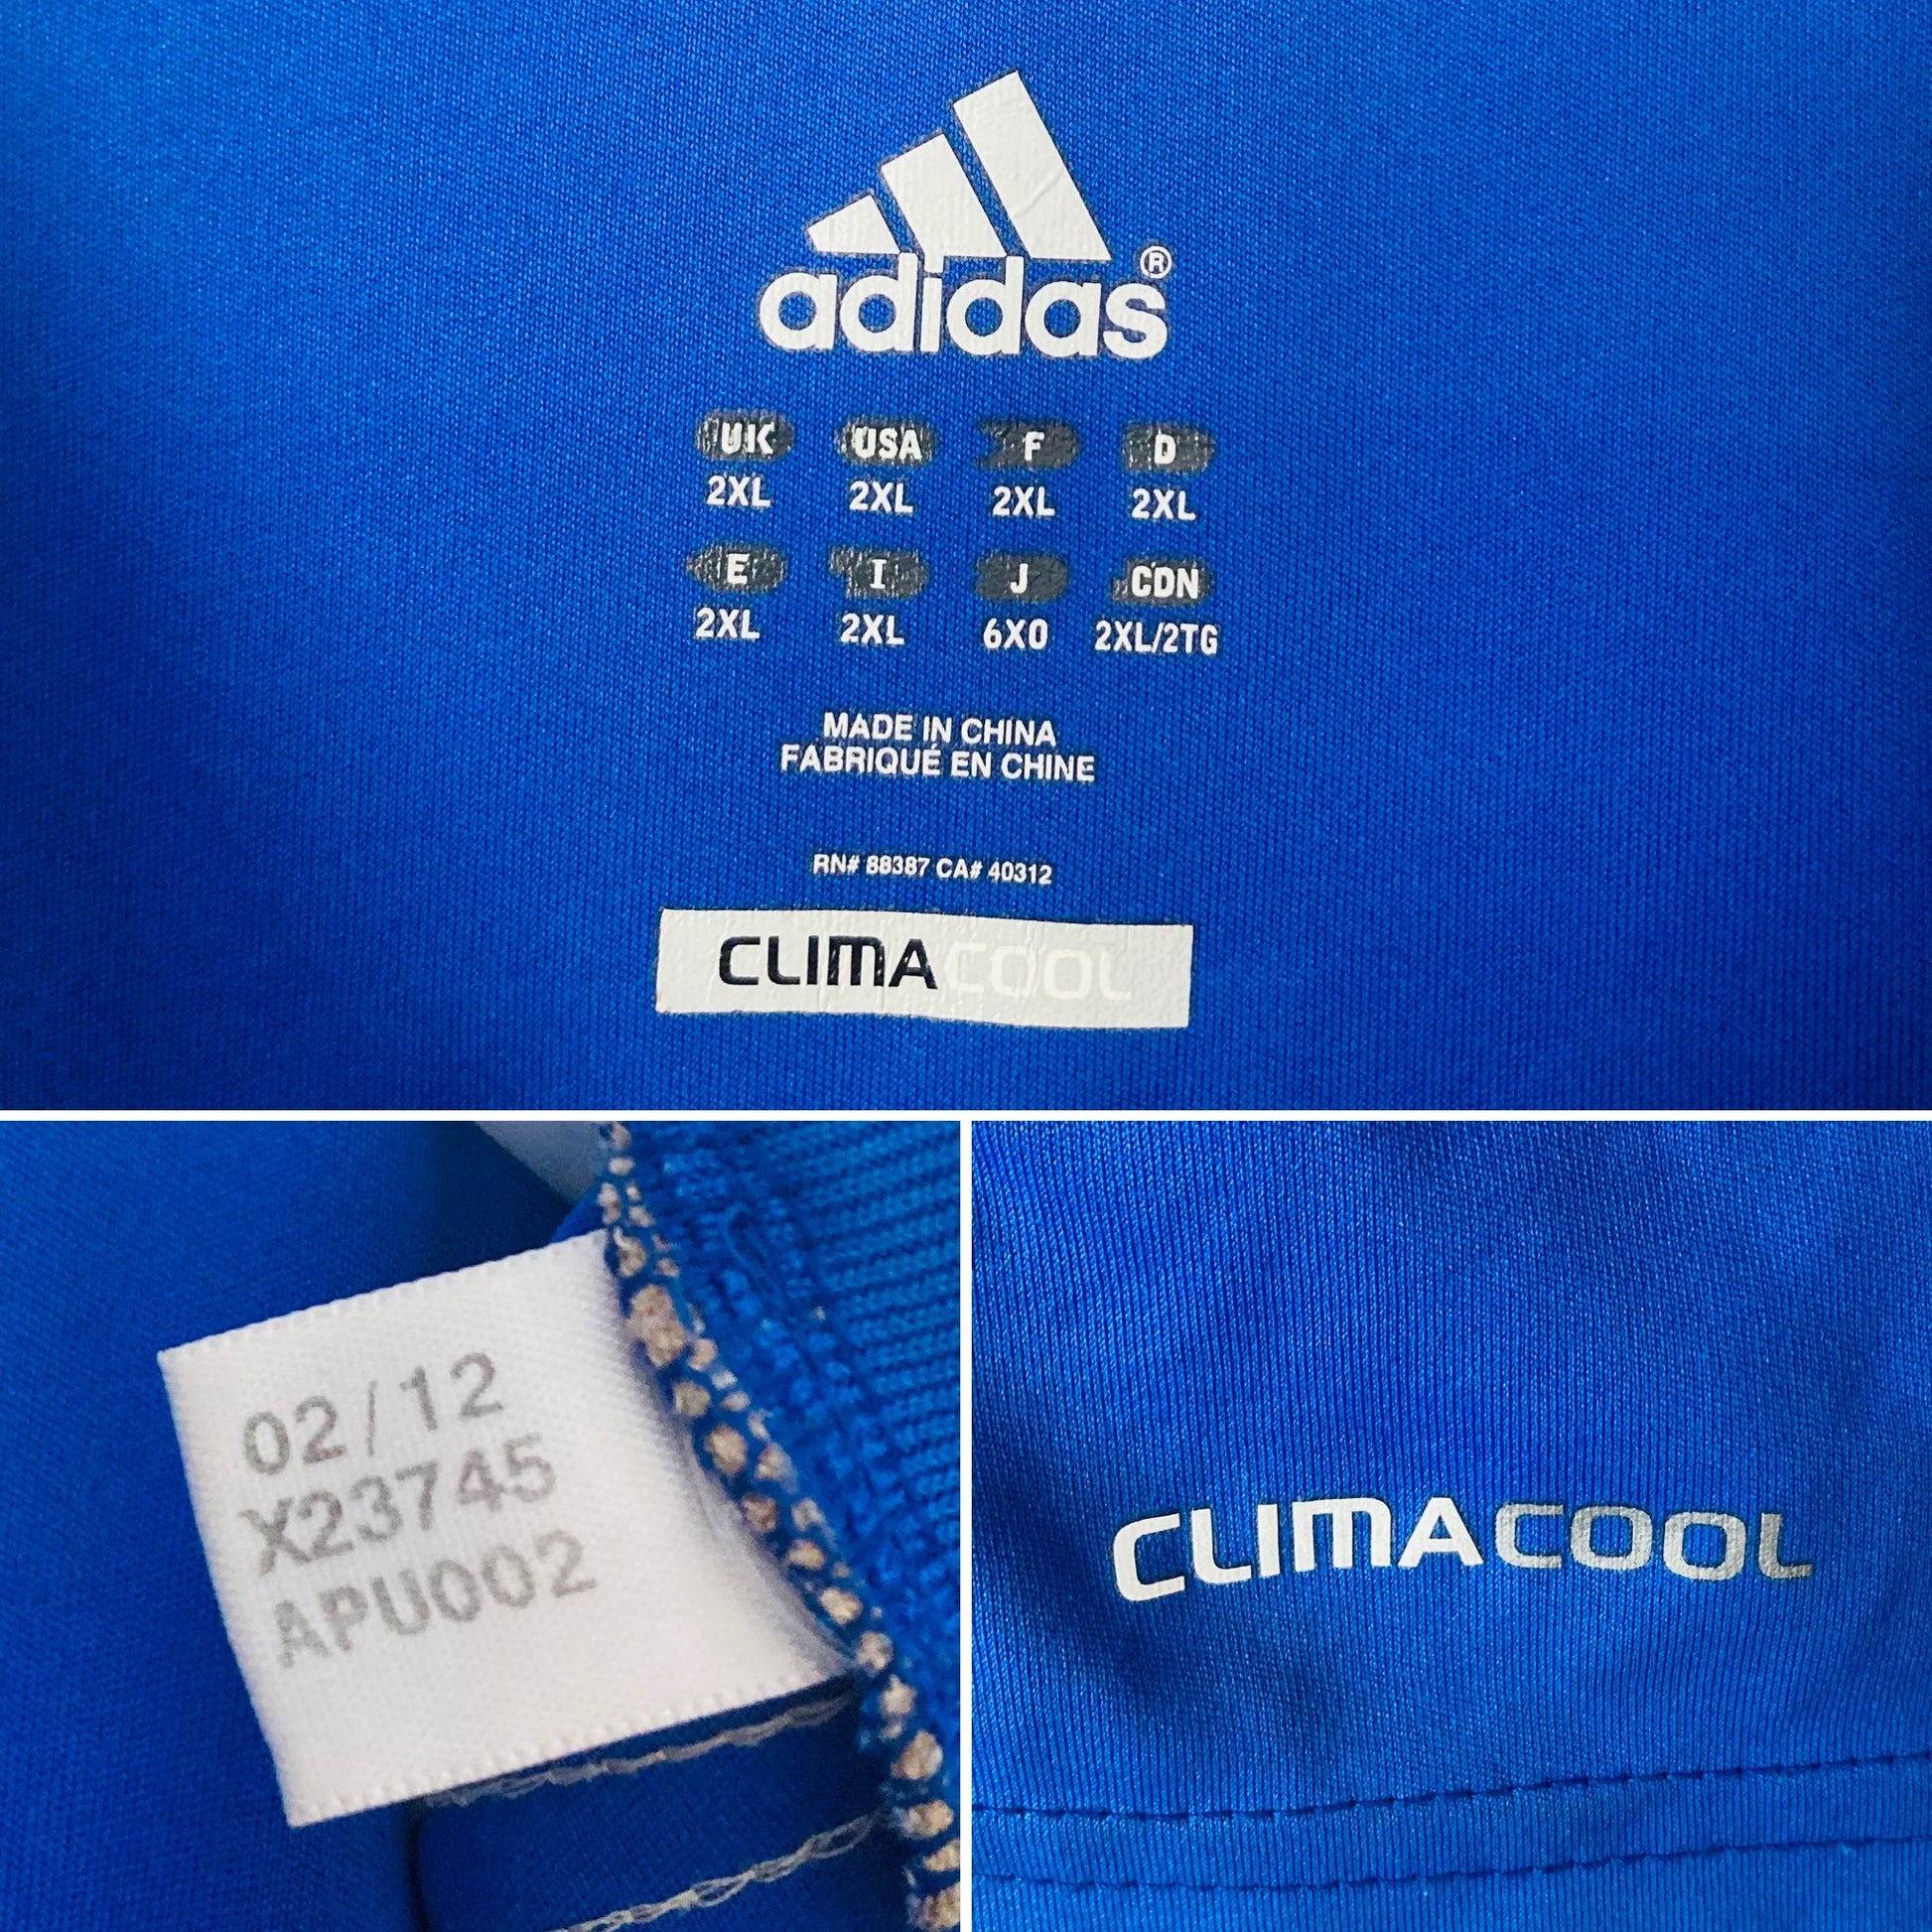 adidas®
UK USA F D
2XL 2XL 2XL 2XL
E I J CDN
2XL 2XL 6XO 2XL/2TG
MADE IN CHINA
FABRIQUÉ EN CHINE
RN# 88387 CA# 40312
CLIMACOOL
02/12
X23745
APU002
CLIMACOOL